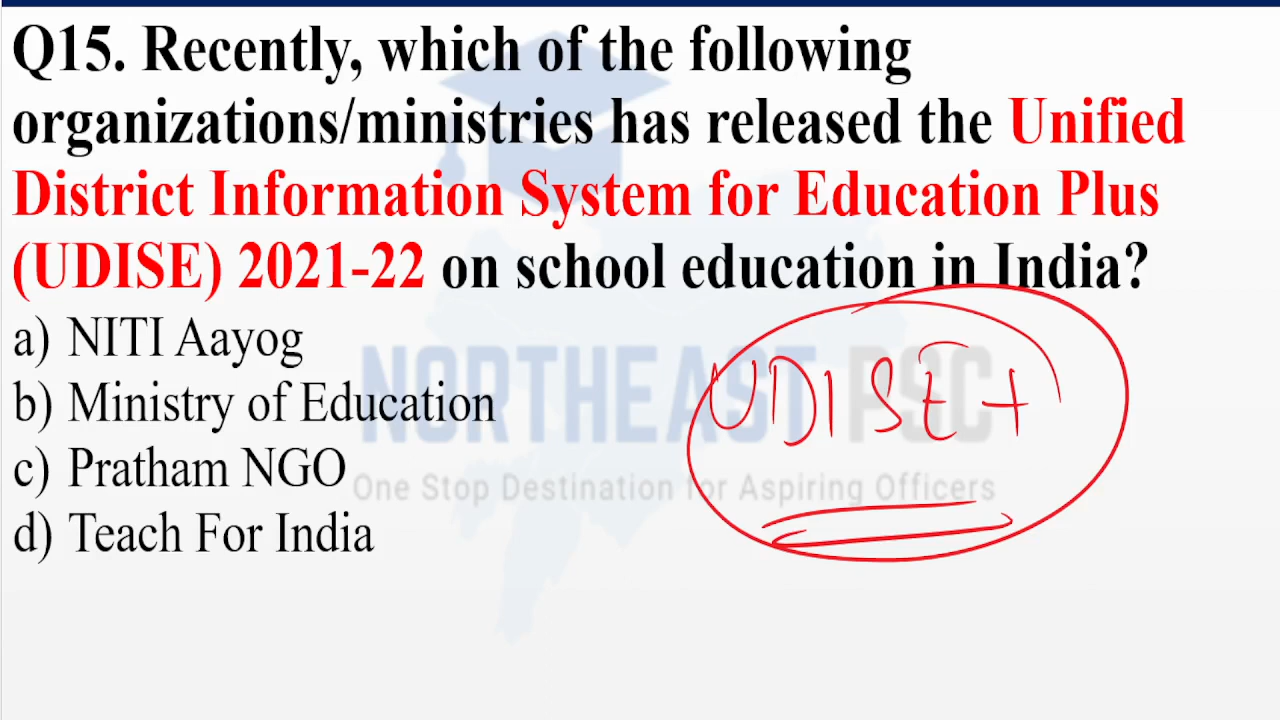 Q15. Recently, which of the following
organizations/ministries has released the Unified
District Information System for Education Plus
(UDISE) 2021-22 on school education in India?
a) NITI Aayog
b) Ministry of Education
c) Pratham NGO
d) Teach For India
UDISE +
NORTHEAST PSC
One Stop Destination for Aspiring Officers